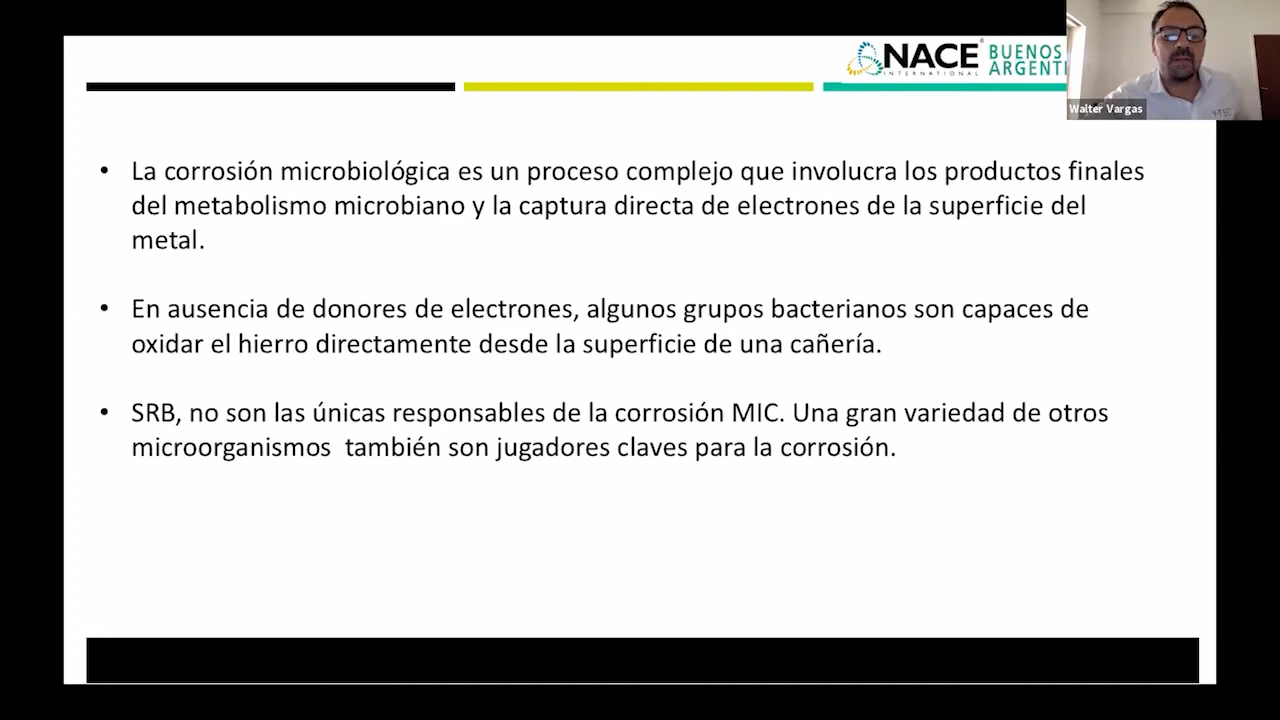 NACE
INTERNATIONAL
BUENOS
ARGENTI
Walter Vargas
• La corrosión microbiológica es un proceso complejo que involucra los productos finales
del metabolismo microbiano y la captura directa de electrones de la superficie del
metal.
• En ausencia de donores de electrones, algunos grupos bacterianos son capaces de
oxidar el hierro directamente desde la superficie de una cañería.
• SRB, no son las únicas responsables de la corrosión MIC. Una gran variedad de otros
microorganismos  también son jugadores claves para la corrosión.